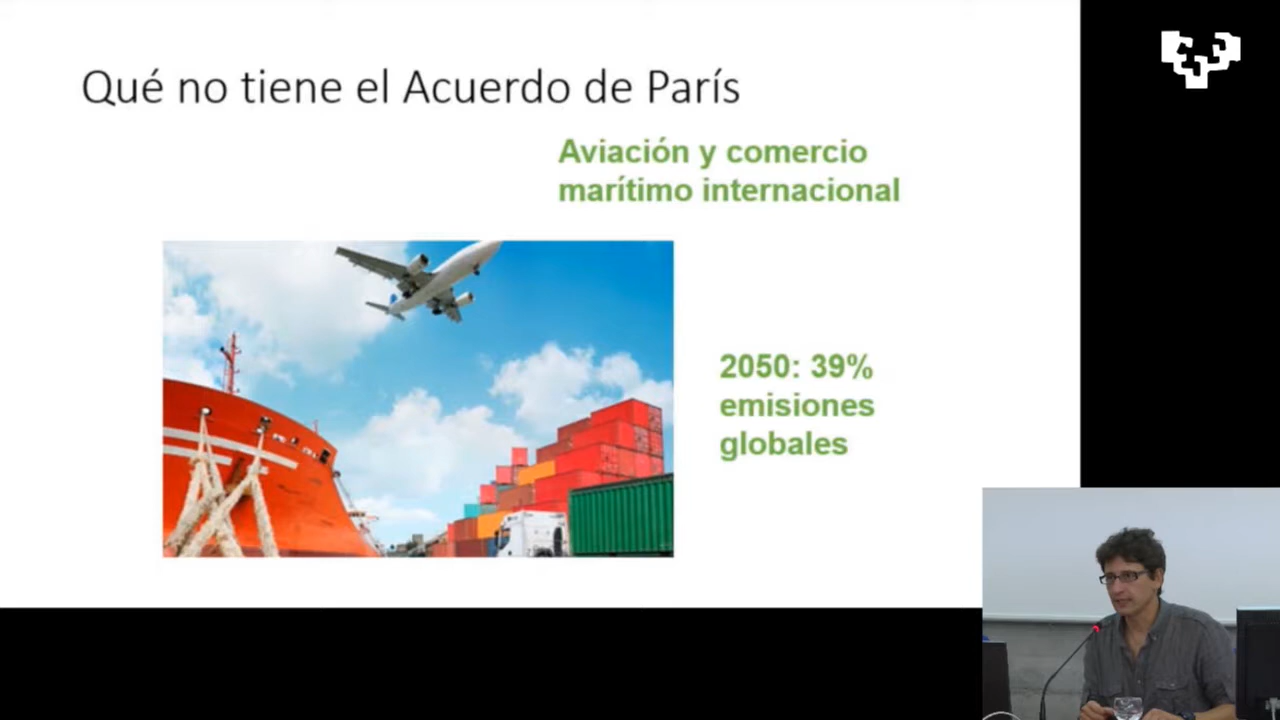 Qué no tiene el Acuerdo de París
Aviación y comercio
marítimo internacional
2050: 39%
emisiones
globales